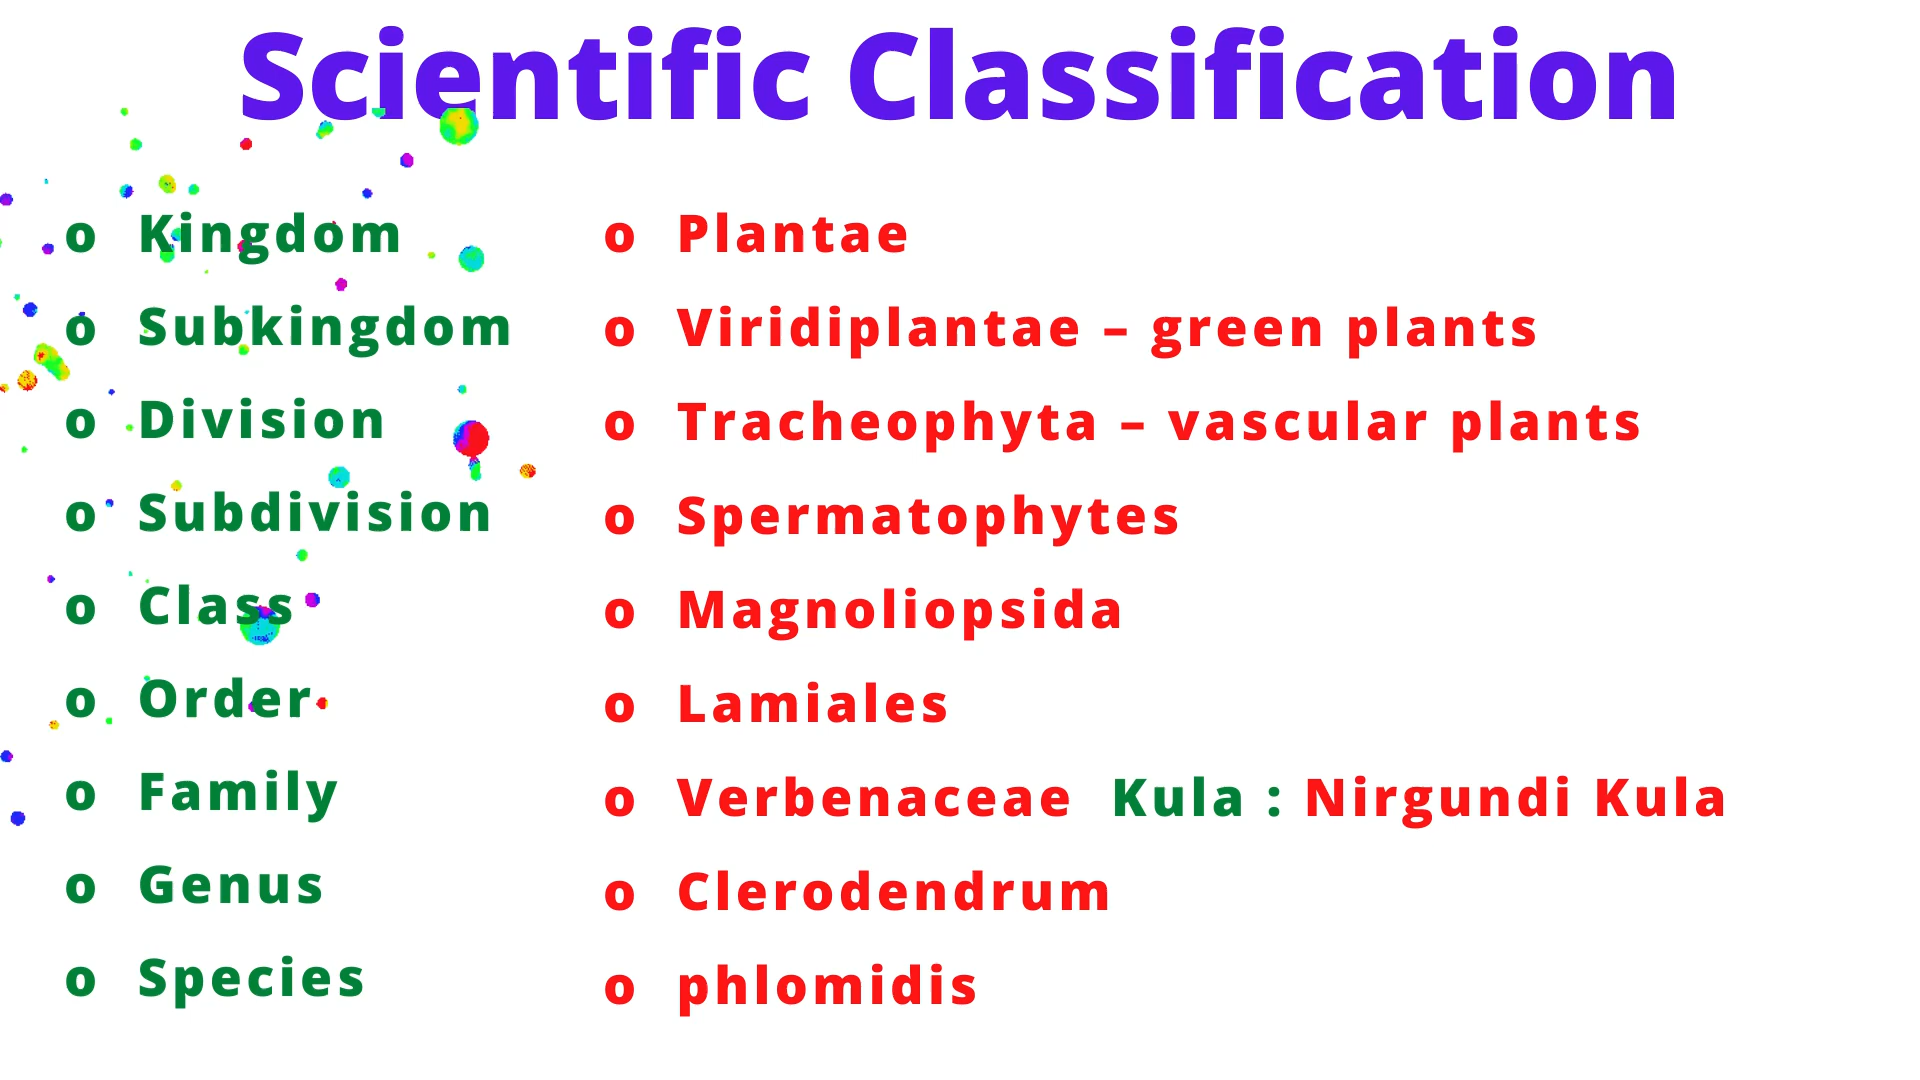 Scientific Classification
o Kingdom o Plantae
o Subkingdom o Viridiplantae – green plants
o Division o Tracheophyta – vascular plants
o Subdivision o Spermatophytes
o Class o Magnoliopsida
o Order o Lamiales
o Family o Verbenaceae Kula : Nirgundi Kula
o Genus o Clerodendrum
o Species o phlomidis